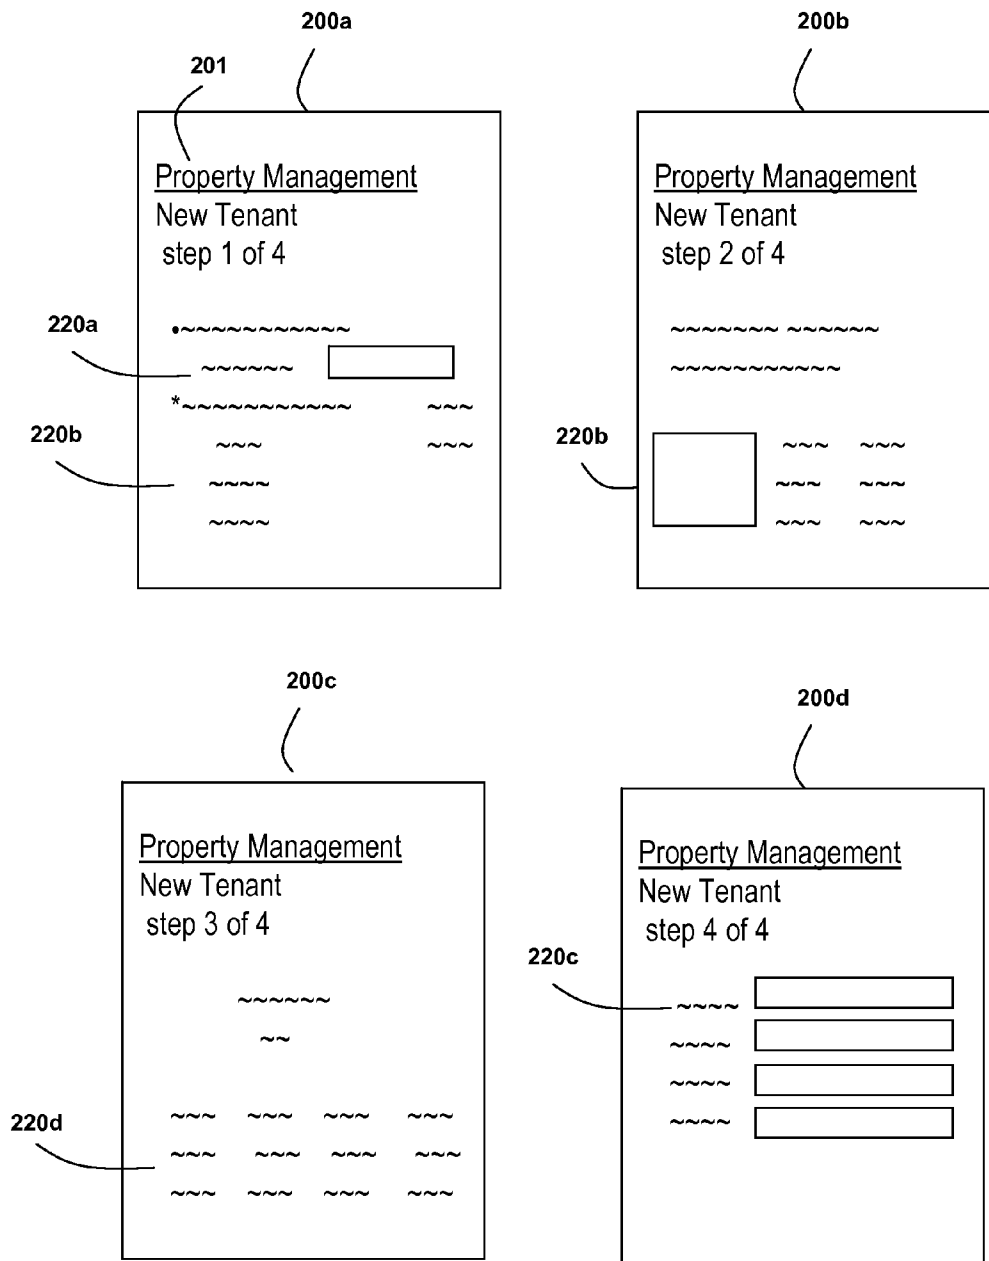 200a
200b
201
Property Management
New Tenant
step 1 of 4
220a
220b
Property Management
New Tenant
step 2 of 4
220b
200c
200d
Property Management
New Tenant
step 3 of 4
220d
Property Management
New Tenant
step 4 of 4
220c